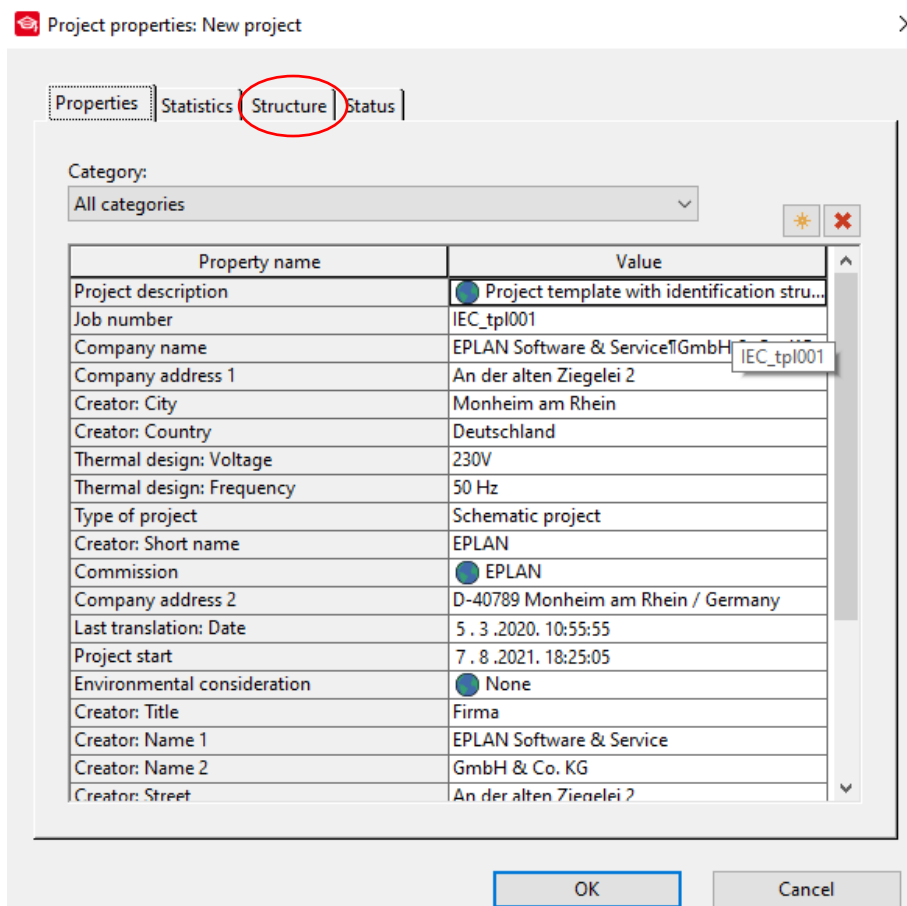 Project properties: New project
Properties Statistics Structure Status
Category:
All categories
Property name Value
Project description Project template with identification stru...
Job number IEC_tpl001
Company name EPLAN Software & Service¶GmbH
IEC_tpl001
Company address 1 An der alten Ziegelei 2
Creator: City Monheim am Rhein
Creator: Country Deutschland
Thermal design: Voltage 230V
Thermal design: Frequency 50 Hz
Type of project Schematic project
Creator: Short name EPLAN
Commission EPLAN
Company address 2 D-40789 Monheim am Rhein / Germany
Last translation: Date 5 . 3 .2020. 10:55:55
Project start 7 . 8 .2021. 18:25:05
Environmental consideration None
Creator: Title Firma
Creator: Name 1 EPLAN Software & Service
Creator: Name 2 GmbH & Co. KG
Creator: Street An der alten Ziegelei 2
OK Cancel